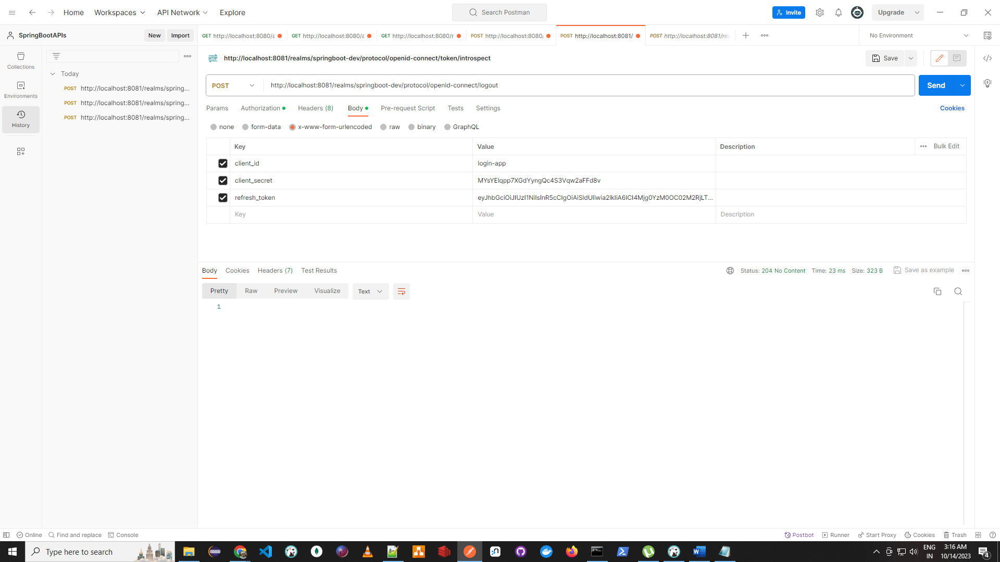 Home
Workspaces
API Network
Explore
Search Postman
Invite
Upgrade
SpringBootAPIs
New
Import
GET http://localhost:8080/a
GET http://localhost:8080/a
GET http://localhost:8080/r
POST http://localhost:8080/
POST http://localhost:8081/
POST http://localhost:8081/rea
No Environment
Collections
Environments
History
Today
POST http://localhost:8081/realms/spring...
POST http://localhost:8081/realms/spring...
POST http://localhost:8081/realms/spring...
HTTP http://localhost:8081/realms/springboot-dev/protocol/openid-connect/token/introspect
Save
POST
http://localhost:8081/realms/springboot-dev/protocol/openid-connect/logout
Send
Params
Authorization
Headers (8)
Body
Pre-request Script
Tests
Settings
Cookies
none
form-data
x-www-form-urlencoded
raw
binary
GraphQL
Key Value Description
Bulk Edit
client_id login-app
client_secret MYsYElqpp7XGdYyngQc4S3Vqw2aFFd8v
refresh_token eyJhbGciOiJIUzI1NiIsInR5cCIgOiAiSldUIiwia2lkIiA6ICI4Mjg0YzM0OC02M2RjLT...
Key Value Description
Body
Cookies
Headers (7)
Test Results
Status: 204 No Content
Time: 23 ms
Size: 323 B
Save as example
Pretty
Raw
Preview
Visualize
Text
1
Online
Find and replace
Console
Postbot
Runner
Start Proxy
Cookies
Trash
Type here to search
ENG
IN
3:16 AM
10/14/2023
4